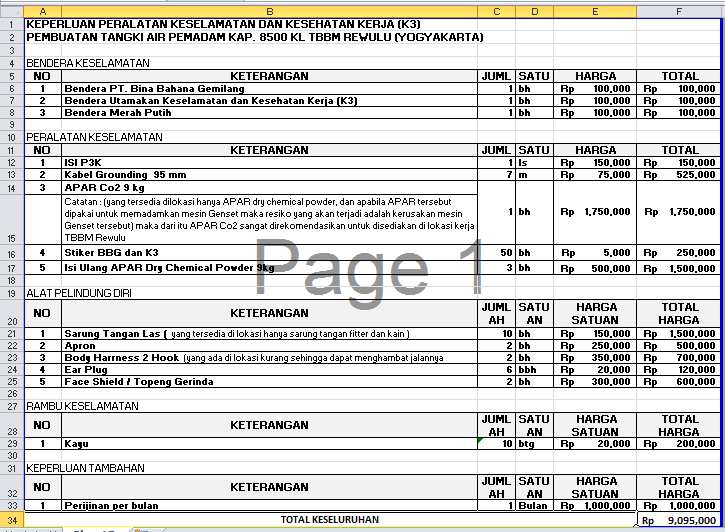 A B C D E F
1 KEPERLUAN PERALATAN KESELAMATAN DAN KESEHATAN KERJA (K3)
2 PEMBUATAN TANGKI AIR PEMADAM KAP. 8500 KL TBBM REWULU (YOGYAKARTA)
3
4 BENDERA KESELAMATAN
5 NO KETERANGAN JUML SATU HARGA TOTAL
6 1 Bendera PT. Bina Bahana Gemilang 1 bh Rp 100,000 Rp 100,000
7 2 Bendera Utamakan Keselamatan dan Kesehatan Kerja (K3) 1 bh Rp 100,000 Rp 100,000
8 3 Bendera Merah Putih 1 bh Rp 100,000 Rp 100,000
9
10 PERALATAN KESELAMATAN
11 NO KETERANGAN JUML SATU HARGA TOTAL
12 1 ISI P3K 1 ls Rp 150,000 Rp 150,000
13 2 Kabel Grounding 95 mm 7 m Rp 75,000 Rp 525,000
14 3 APAR Co2 9 kg
Catatan : (yang tersedia dilokasi hanya APAR dry chemical powder, dan apabila APAR tersebut
dipakai untuk memadamkan mesin Genset maka resiko yang akan terjadi adalah kerusakan mesin
Genset tersebut) maka dari itu APAR Co2 sangat direkomendasikan untuk disediakan di lokasi kerja
15 TBBM Rewulu 1 bh Rp 1,750,000 Rp 1,750,000
16 4 Stiker BBG dan K3 50 bh Rp 5,000 Rp 250,000
17 5 Isi Ulang APAR Dry Chemical Powder 9kg 3 bh Rp 500,000 Rp 1,500,000
Page 1
18
19 ALAT PELINDUNG DIRI
20 NO KETERANGAN JUML AH SATU AN HARGA SATUAN TOTAL HARGA
21 1 Sarung Tangan Las ( yang tersedia di lokasi hanya sarung tangan fitter dan kain ) 10 bh Rp 150,000 Rp 1,500,000
22 2 Apron 2 bh Rp 250,000 Rp 500,000
23 3 Body Harrness 2 Hook (yang ada di lokasi kurang sehingga dapat menghambat jalannya 2 bh Rp 350,000 Rp 700,000
24 4 Ear Plug 6 bbh Rp 20,000 Rp 120,000
25 5 Face Shield / Topeng Gerinda 2 bh Rp 300,000 Rp 600,000
26
27 RAMBU KESELAMATAN
28 NO KETERANGAN JUML AH SATU AN HARGA SATUAN TOTAL HARGA
29 1 Kayu 10 btg Rp 20,000 Rp 200,000
30
31 KEPERLUAN TAMBAHAN
32 NO KETERANGAN JUML AH SATU AN HARGA SATUAN TOTAL HARGA
33 1 Perijinan per bulan 1 Bulan Rp 1,000,000 Rp 1,000,000
34 TOTAL KESELURUHAN Rp 9,095,000